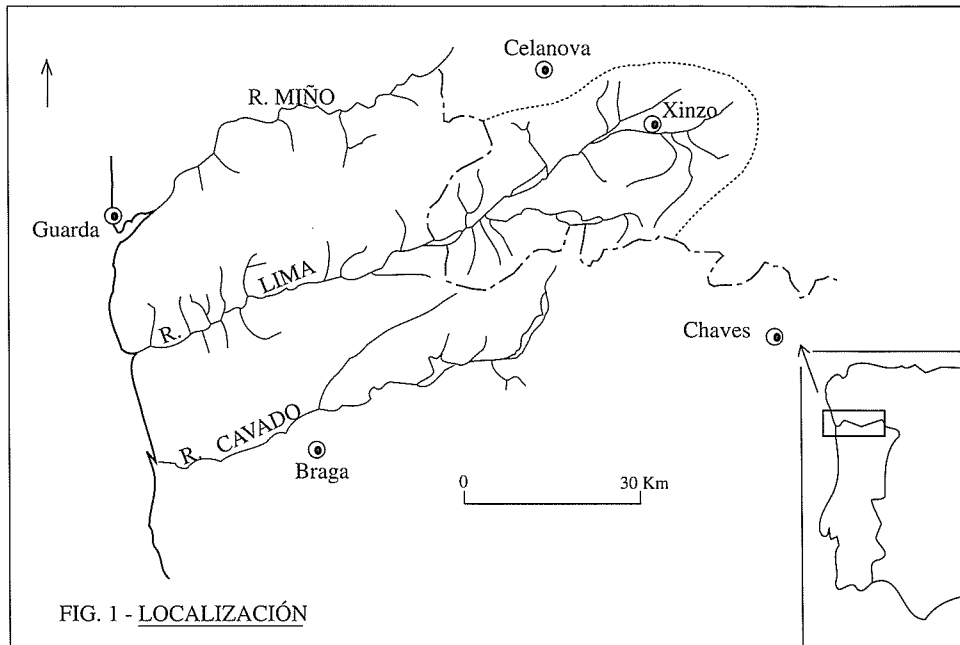 Celanova
R. MIÑO
Xinzo
Guarda
R. LIMA
Chaves
R. CAVADO
Braga
0 30 Km
FIG. 1 - LOCALIZACIÓN